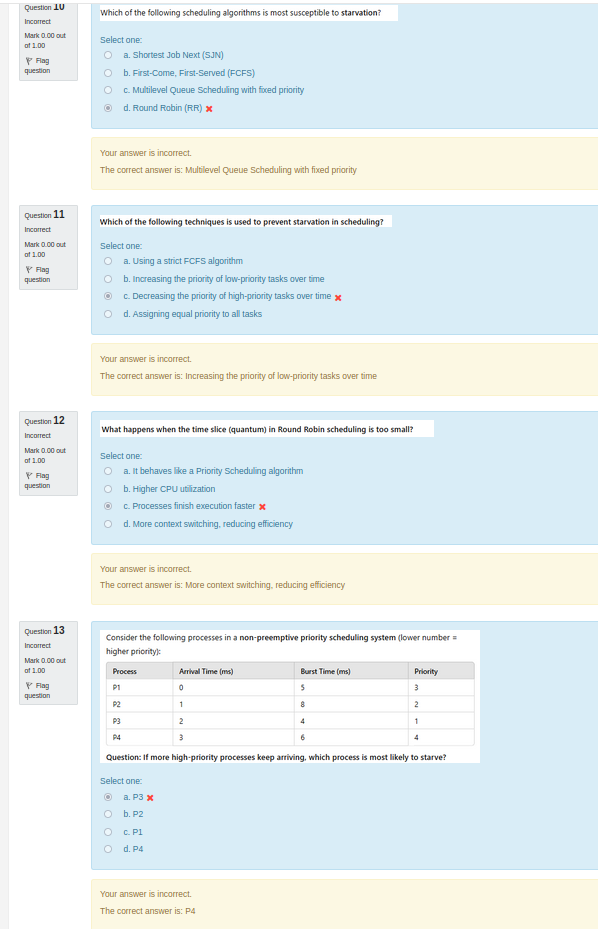 Question 10
Incorrect
Mark 0.00 out
of 1.00
Flag
question
Which of the following scheduling algorithms is most susceptible to starvation?
Select one:
a. Shortest Job Next (SJN)
b. First-Come, First-Served (FCFS)
c. Multilevel Queue Scheduling with fixed priority
d. Round Robin (RR)
Your answer is incorrect.
The correct answer is: Multilevel Queue Scheduling with fixed priority
Question 11
Incorrect
Mark 0.00 out
of 1.00
Flag
question
Which of the following techniques is used to prevent starvation in scheduling?
Select one:
a. Using a strict FCFS algorithm
b. Increasing the priority of low-priority tasks over time
c. Decreasing the priority of high-priority tasks over time
d. Assigning equal priority to all tasks
Your answer is incorrect.
The correct answer is: Increasing the priority of low-priority tasks over time
Question 12
Incorrect
Mark 0.00 out
of 1.00
Flag
question
What happens when the time slice (quantum) in Round Robin scheduling is too small?
Select one:
a. It behaves like a Priority Scheduling algorithm
b. Higher CPU utilization
c. Processes finish execution faster
d. More context switching, reducing efficiency
Your answer is incorrect.
The correct answer is: More context switching, reducing efficiency
Question 13
Incorrect
Mark 0.00 out
of 1.00
Flag
question
Consider the following processes in a non-preemptive priority scheduling system (lower number =
higher priority):
Process Arrival Time (ms) Burst Time (ms) Priority
P1 0 5 3
P2 1 8 2
P3 2 4 1
P4 3 6 4
Question: If more high-priority processes keep arriving, which process is most likely to starve?
Select one:
a. P3
b. P2
c. P1
d. P4
Your answer is incorrect.
The correct answer is: P4